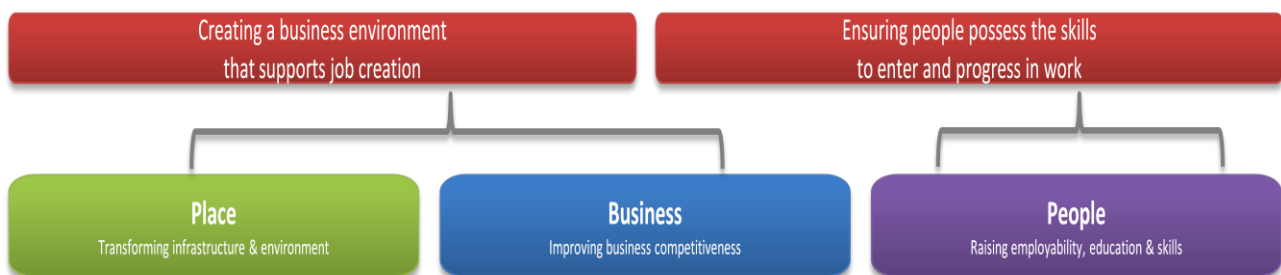 Creating a business environment
that supports job creation
Ensuring people possess the skills
to enter and progress in work
Place
Transforming infrastructure & environment
Business
Improving business competitiveness
People
Raising employability, education & skills